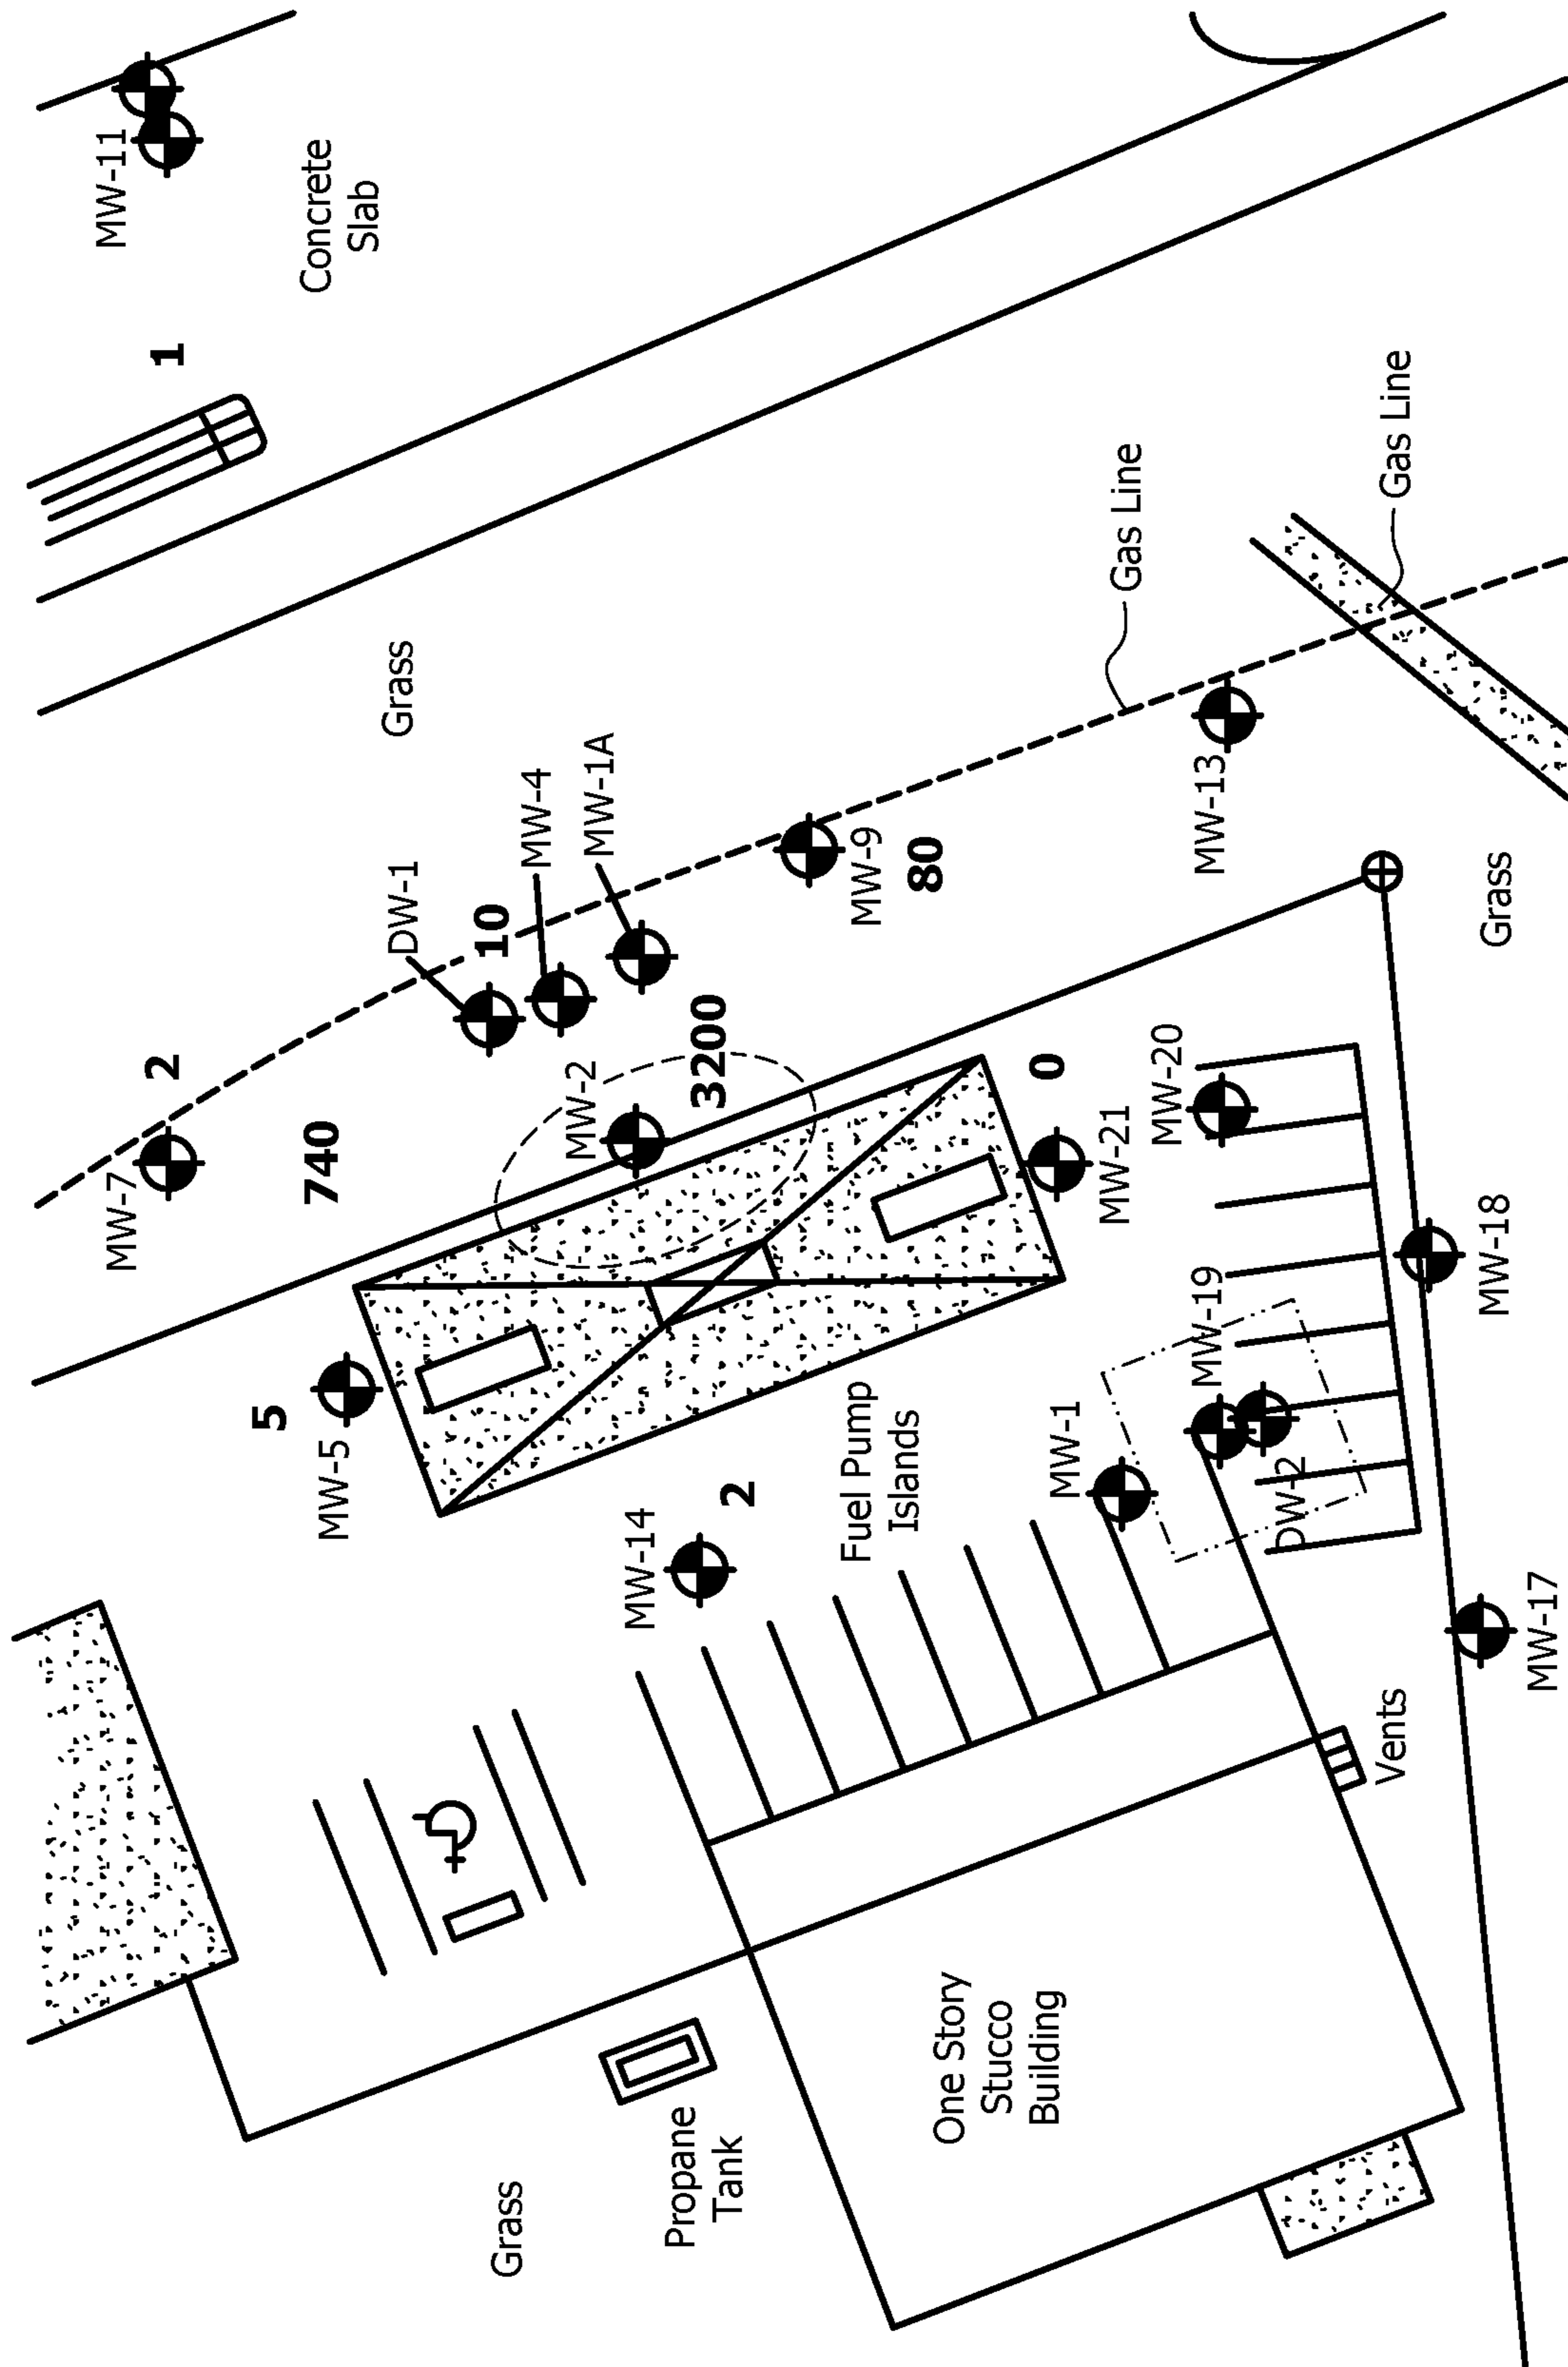 MW-11
Concrete
Slab
1
Gas Line
Gas Line
Grass
MW-13
MW-4
MW-1A
MW-9
80
DW-1
10
Grass
2
MW-7
740
MW-2
3200
0
MW-20
MW-21
MW-18
MW-19
5
MW-5
MW-14
2
Fuel Pump
Islands
MW-1
DW-2
MW-17
Vents
Propane
Tank
One Story
Stucco
Building
Grass